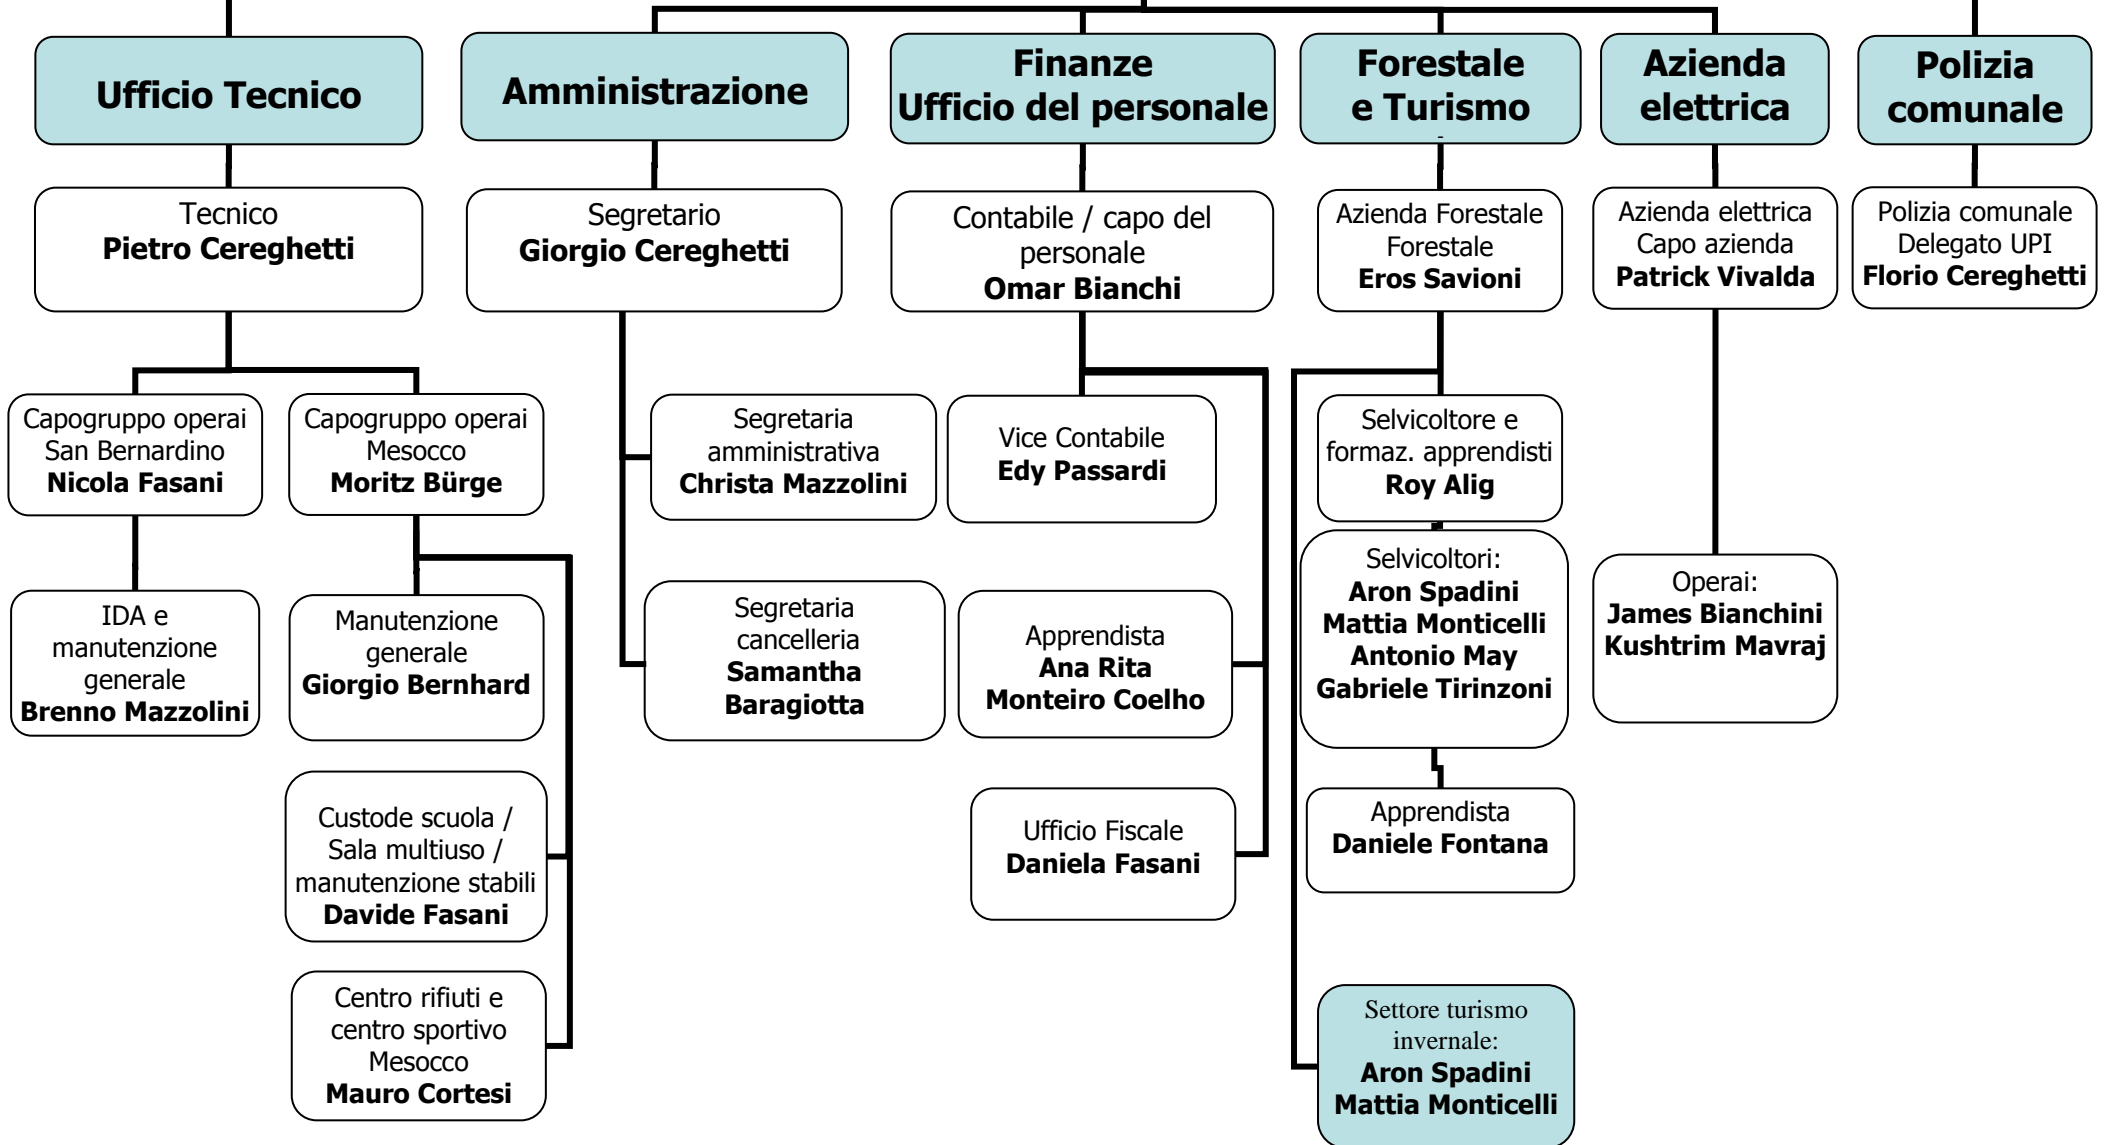 Ufficio Tecnico
Amministrazione
Finanze
Ufficio del personale
Forestale
e Turismo
Azienda
elettrica
Polizia
comunale
Tecnico
Pietro Cereghetti
Segretario
Giorgio Cereghetti
Contabile / capo del
personale
Omar Bianchi
Azienda Forestale
Forestale
Eros Savioni
Azienda elettrica
Capo azienda
Patrick Vivalda
Polizia comunale
Delegato UPI
Florio Cereghetti
Capogruppo operai
San Bernardino
Nicola Fasani
Capogruppo operai
Mesocco
Moritz Bürge
Segretaria
amministrativa
Christa Mazzolini
Vice Contabile
Edy Passardi
Selvicoltore e
formaz. apprendisti
Roy Alig
IDA e
manutenzione
generale
Brenno Mazzolini
Manutenzione
generale
Giorgio Bernhard
Segretaria
cancelleria
Samantha
Baragiotta
Apprendista
Ana Rita
Monteiro Coelho
Selvicoltori:
Aron Spadini
Mattia Monticelli
Antonio May
Gabriele Tirinzoni
Operai:
James Bianchini
Kushtrim Mavraj
Custode scuola /
Sala multiuso /
manutenzione stabili
Davide Fasani
Ufficio Fiscale
Daniela Fasani
Apprendista
Daniele Fontana
Centro rifiuti e
centro sportivo
Mesocco
Mauro Cortesi
Settore turismo
invernale:
Aron Spadini
Mattia Monticelli